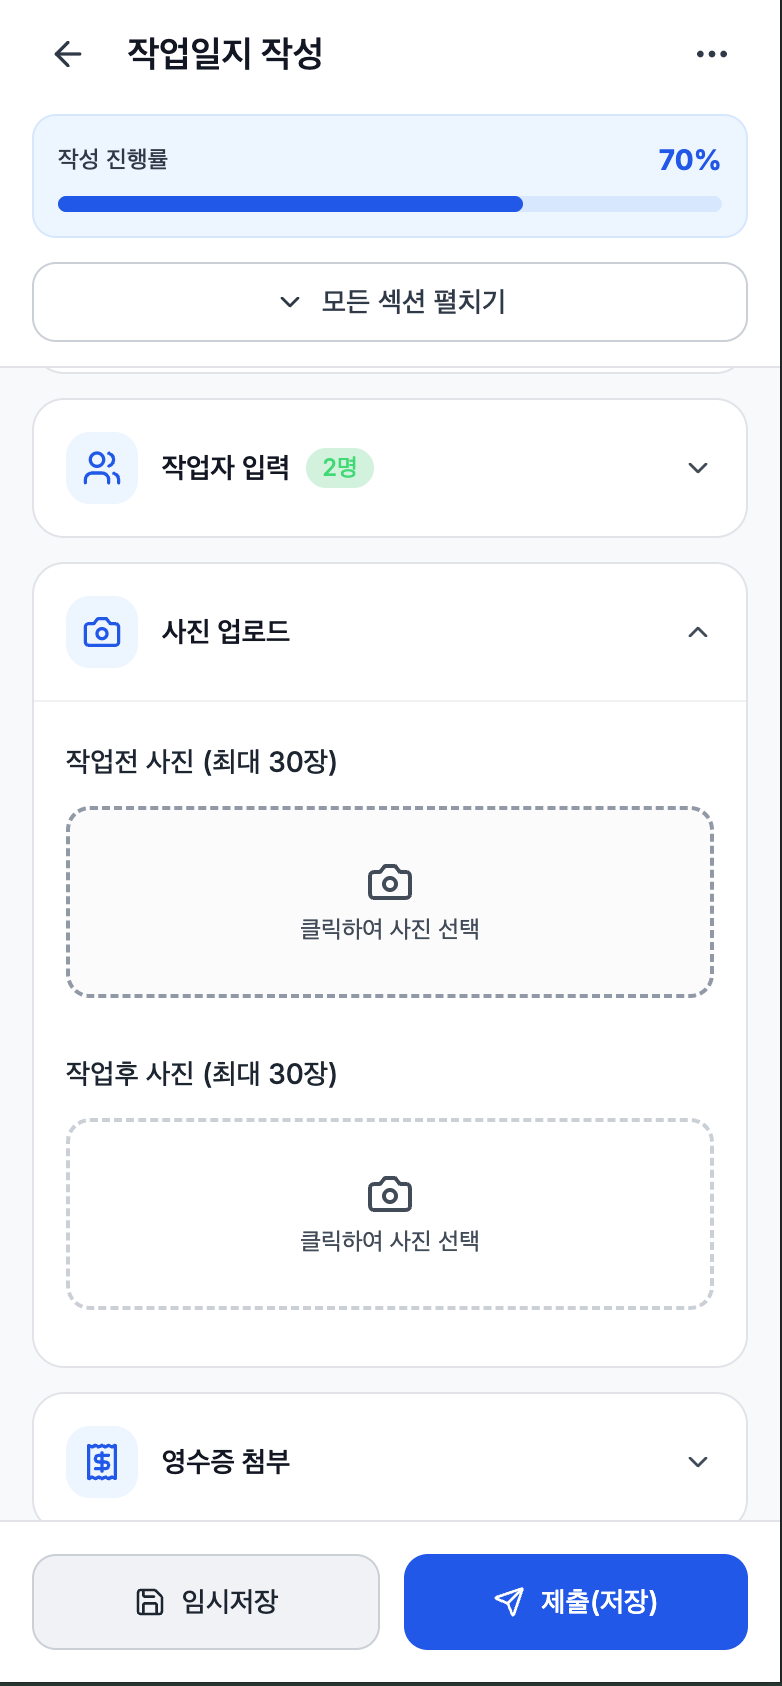 작업일지 작성
작성 진행률
70%
모든 섹션 펼치기
작업자 입력 2명
사진 업로드
작업전 사진 (최대 30장)
클릭하여 사진 선택
작업후 사진 (최대 30장)
클릭하여 사진 선택
영수증 첨부
임시저장
제출(저장)